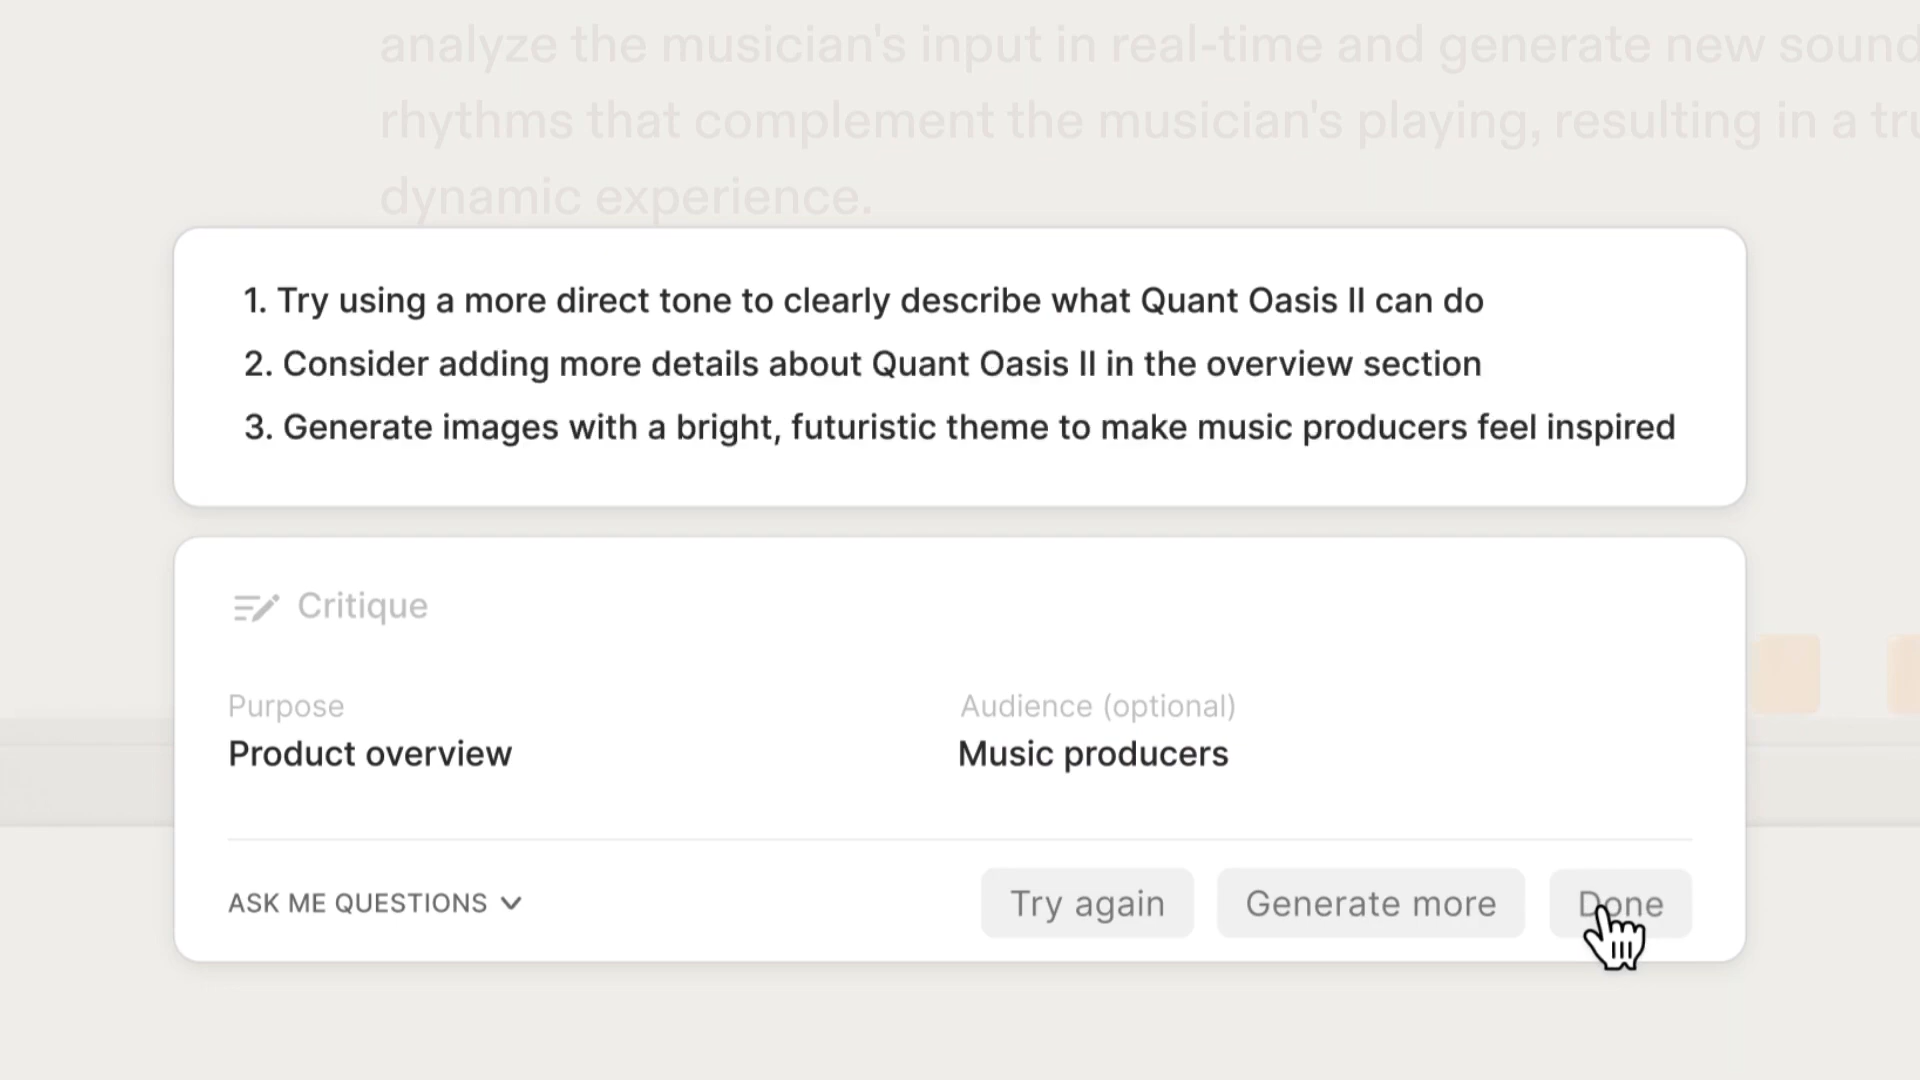 analyze the musician's input in real-time and generate new sound
rhythms that complement the musician's playing, resulting in a tru
dynamic experience.
1. Try using a more direct tone to clearly describe what Quant Oasis II can do
2. Consider adding more details about Quant Oasis II in the overview section
3. Generate images with a bright, futuristic theme to make music producers feel inspired
Critique
Purpose
Audience (optional)
Product overview
Music producers
ASK ME QUESTIONS
Try again
Generate more
Done